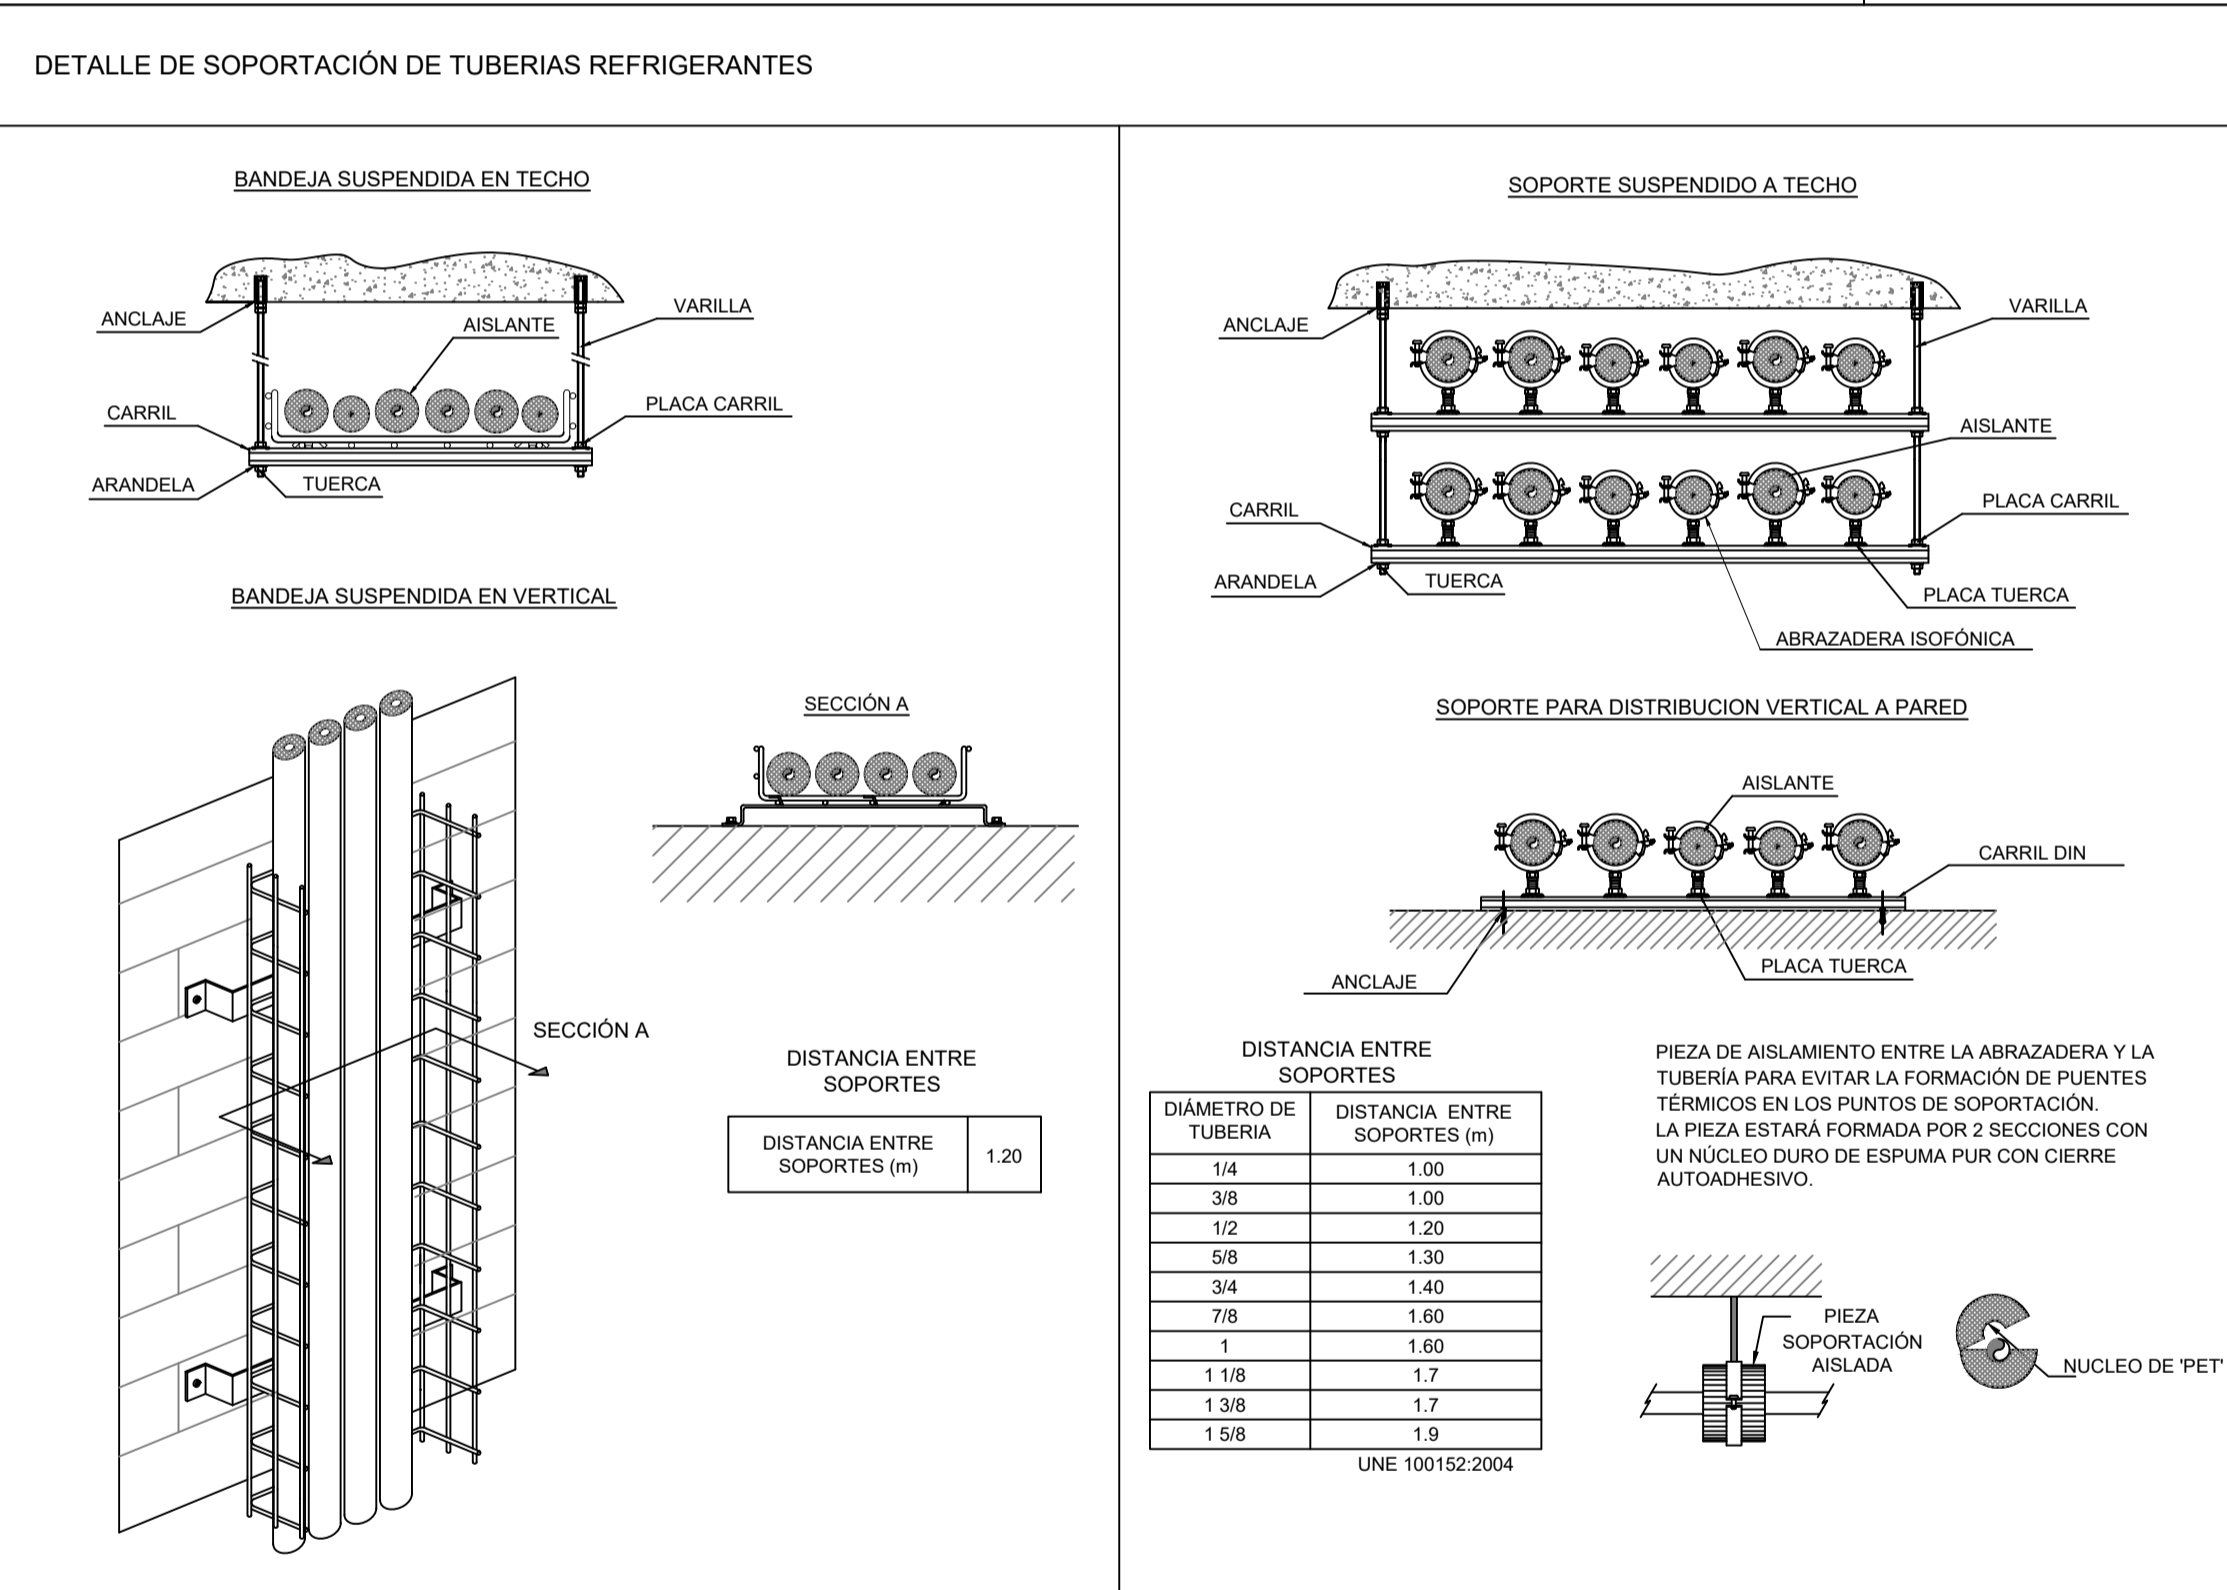 DETALLE DE SOPORTACIÓN DE TUBERIAS REFRIGERANTES
BANDEJA SUSPENDIDA EN TECHO
ANCLAJE
AISLANTE
VARILLA
CARRIL
PLACA CARRIL
ARANDELA
TUERCA
BANDEJA SUSPENDIDA EN VERTICAL
SECCIÓN A
SECCIÓN A
DISTANCIA ENTRE
SOPORTES
DISTANCIA ENTRE
SOPORTES (m)
1.20
SOPORTE SUSPENDIDO A TECHO
ANCLAJE
VARILLA
AISLANTE
CARRIL
PLACA CARRIL
ARANDELA
TUERCA
PLACA TUERCA
ABRAZADERA ISOFÓNICA
SOPORTE PARA DISTRIBUCION VERTICAL A PARED
AISLANTE
CARRIL DIN
PLACA TUERCA
ANCLAJE
DISTANCIA ENTRE
SOPORTES
DIÁMETRO DE
TUBERIA
DISTANCIA ENTRE
SOPORTES (m)
1/4 1.00
3/8 1.00
1/2 1.20
5/8 1.30
3/4 1.40
7/8 1.60
1 1.60
1 1/8 1.7
1 3/8 1.7
1 5/8 1.9
UNE 100152:2004
PIEZA DE AISLAMIENTO ENTRE LA ABRAZADERA Y LA
TUBERÍA PARA EVITAR LA FORMACIÓN DE PUENTES
TÉRMICOS EN LOS PUNTOS DE SOPORTACIÓN.
LA PIEZA ESTARÁ FORMADA POR 2 SECCIONES CON
UN NÚCLEO DURO DE ESPUMA PUR CON CIERRE
AUTOADHESIVO.
PIEZA
SOPORTACIÓN
AISLADA
NUCLEO DE 'PET'